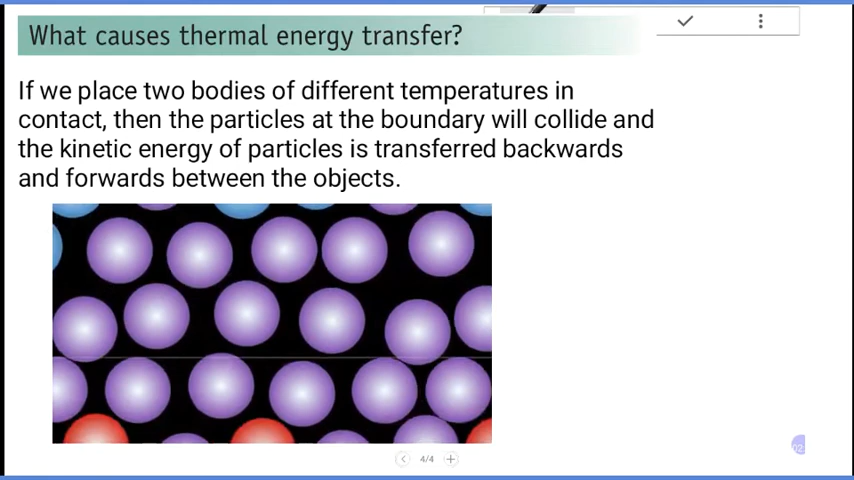 What causes thermal energy transfer?
If we place two bodies of different temperatures in
contact, then the particles at the boundary will collide and
the kinetic energy of particles is transferred backwards
and forwards between the objects.
4/4